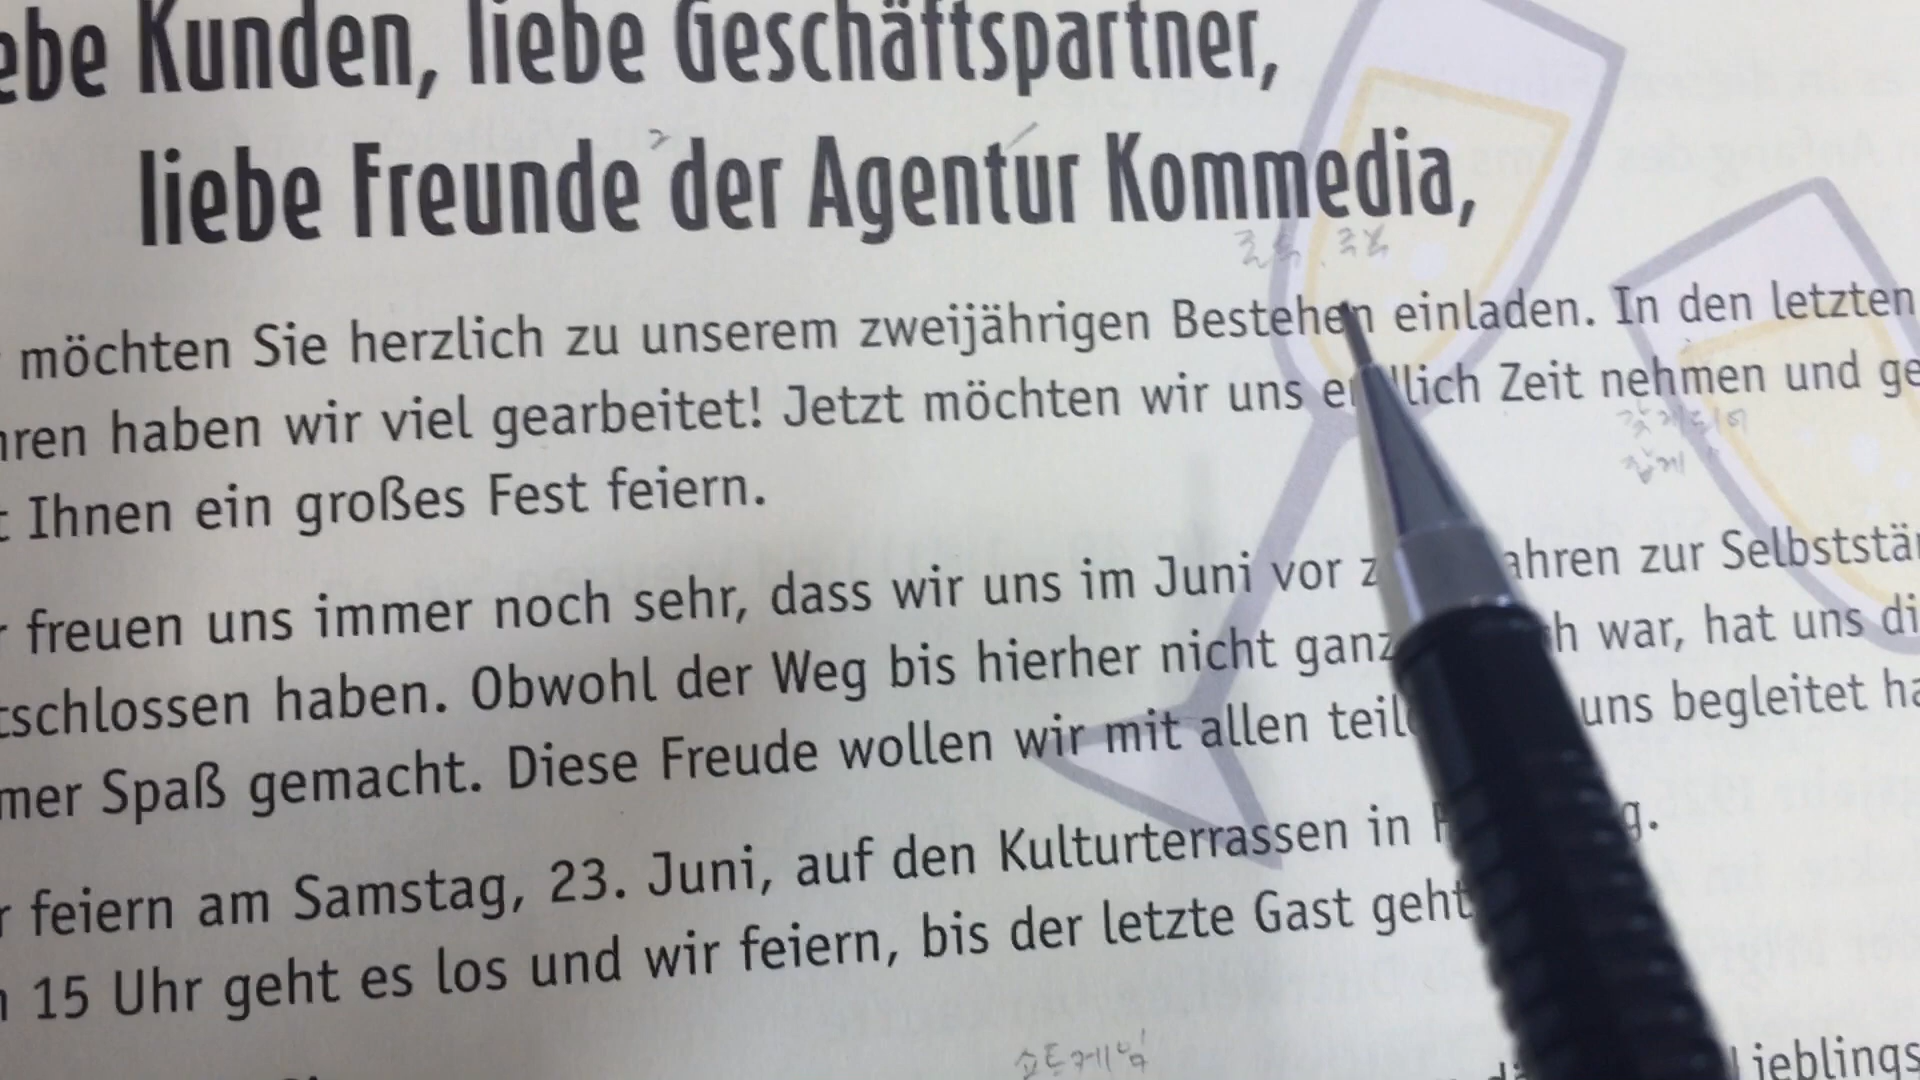 ebe Kunden, liebe Geschäftspartner,
liebe Freunde der Agentur Kommedia,
möchten Sie herzlich zu unserem zweijährigen Bestehen einladen. In den letzten
hren haben wir viel gearbeitet! Jetzt möchten wir uns lich Zeit nehmen und ge
t Ihnen ein großes Fest feiern.
r freuen uns immer noch sehr, dass wir uns im Juni vor z ahren zur Selbststän
tschlossen haben. Obwohl der Weg bis hierher nicht ganz h war, hat uns di
mer Spaß gemacht. Diese Freude wollen wir mit allen teil uns begleitet ha
r feiern am Samstag, 23. Juni, auf den Kulturterrassen in g.
15 Uhr geht es los und wir feiern, bis der letzte Gast geht
ieblings